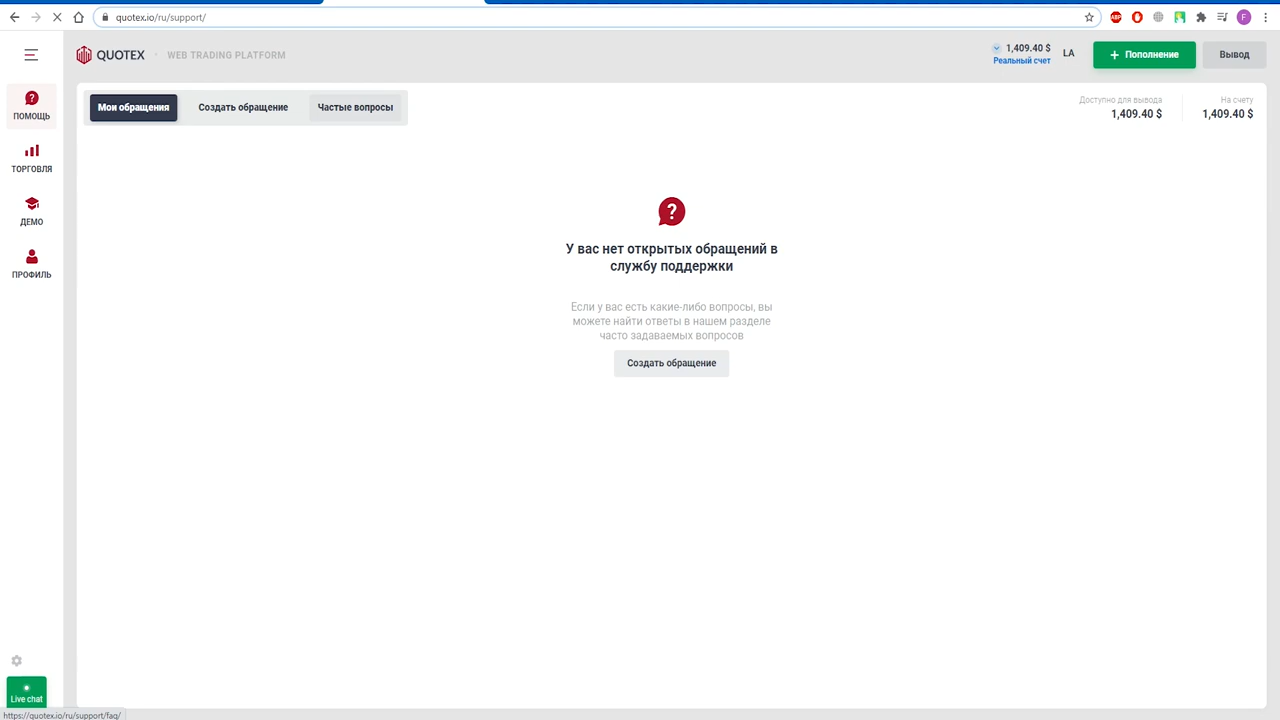 quotex.io/ru/support/
ABP
F
QUOTEX
WEB TRADING PLATFORM
1,409.40 $
Реальный счет
LA
+ Пополнение
Вывод
ПОМОЩЬ
ТОРГОВЛЯ
ДЕМО
ПРОФИЛЬ
Мои обращения
Создать обращение
Частые вопросы
Доступно для вывода
1,409.40 $
На счету
1,409.40 $
?
У вас нет открытых обращений в
службу поддержки
Если у вас есть какие-либо вопросы, вы
можете найти ответы в нашем разделе
часто задаваемых вопросов
Создать обращение
Live chat
https://quotex.io/ru/support/faq/